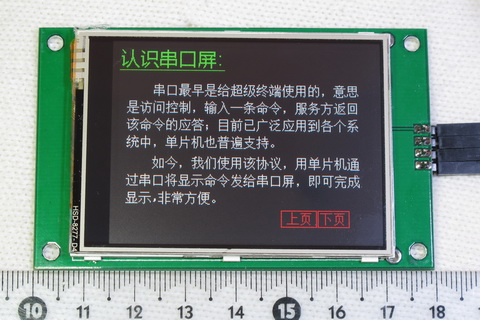 认识串口屏:
串口最早是给超级终端使用的，意思
是访问控制，输入一条命令，服务方返回
该命令的应答；目前已广泛应用到各个系
统中，单片机也普遍支持。
如今，我们使用该协议，用单片机通
过串口将显示命令发给串口屏，即可完成
显示，非常方便。
上页 下页
10 11 12 13 14 15 16 17 18